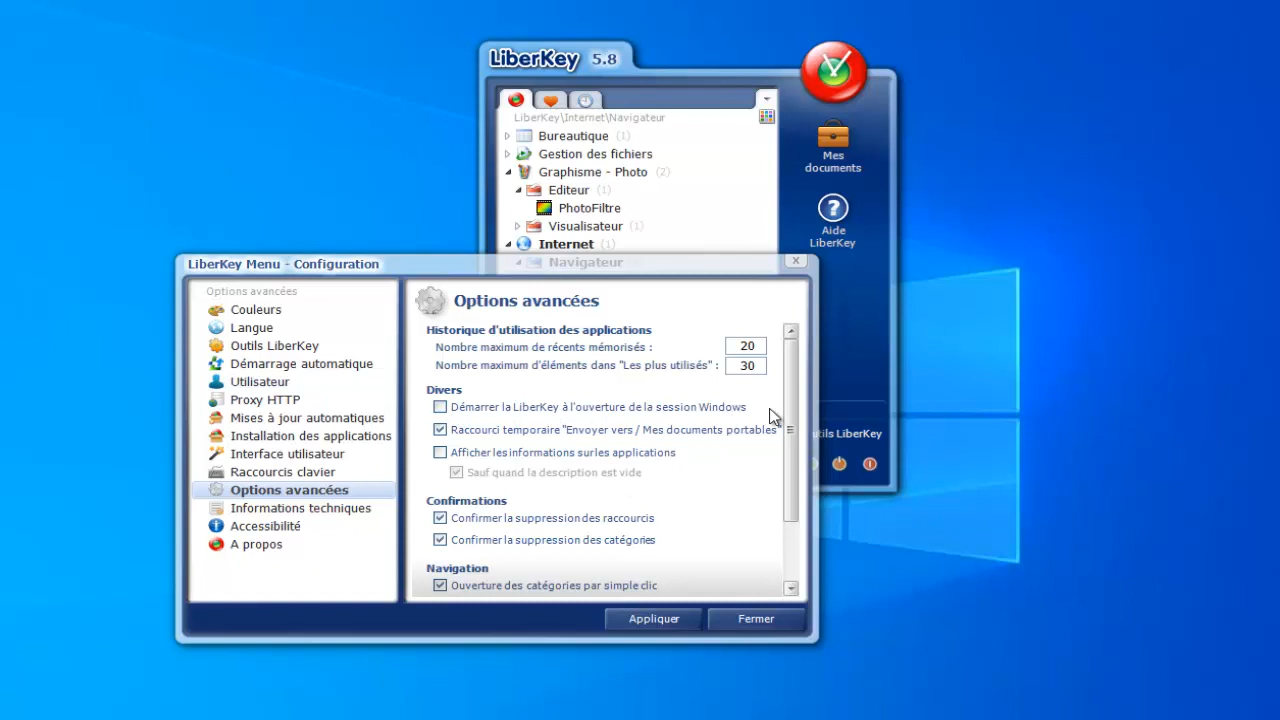 LiberKey 5.8
LiberKey\Internet\Navigateur
Bureautique (1)
Gestion des fichiers
Graphisme - Photo (2)
Editeur (1)
PhotoFiltre
Visualisateur (1)
Internet (1)
Navigateur
Mes
documents
Aide
LiberKey
utils LiberKey
LiberKey Menu - Configuration
Options avancées
Couleurs
Langue
Outils LiberKey
Démarrage automatique
Utilisateur
Proxy HTTP
Mises à jour automatiques
Installation des applications
Interface utilisateur
Raccourcis clavier
Options avancées
Informations techniques
Accessibilité
A propos
Options avancées
Historique d'utilisation des applications
Nombre maximum de récents mémorisés : 20
Nombre maximum d'éléments dans "Les plus utilisés" : 30
Divers
Démarrer la LiberKey à l'ouverture de la session Windows
Raccourci temporaire "Envoyer vers / Mes documents portables"
Afficher les informations sur les applications
Sauf quand la description est vide
Confirmations
Confirmer la suppression des raccourcis
Confirmer la suppression des catégories
Navigation
Ouverture des catégories par simple clic
Appliquer Fermer